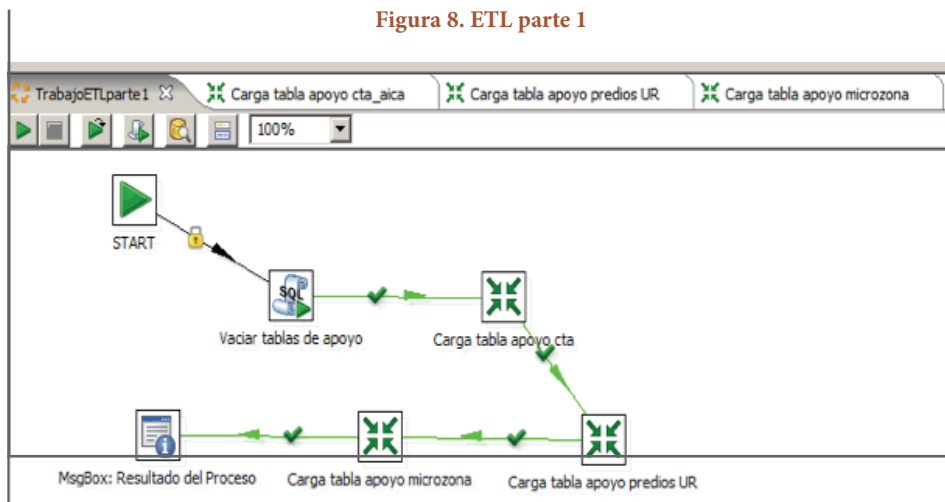 Figura 8. ETL parte 1
TrabajoETLparte1
Carga tabla apoyo cta_aica
Carga tabla apoyo predios UR
Carga tabla apoyo microzona
100%
START
SQL
Vaciar tablas de apoyo
Carga tabla apoyo cta
MsgBox: Resultado del Proceso
Carga tabla apoyo microzona
Carga tabla apoyo predios UR